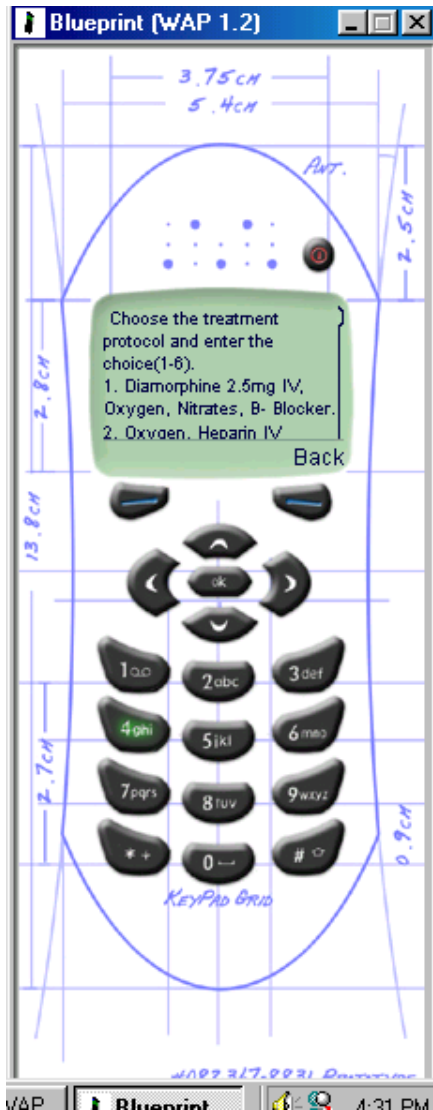 Blueprint (WAP 1.2)
3.75CM
5.4CM
ANT.
2.5CM
Choose the treatment
protocol and enter the
choice(1-6).
1. Diamorphine 2.5mg IV,
Oxygen, Nitrates, B- Blocker.
2. Oxygen, Heparin IV
Back
2.8CM
13.8CM
ok
1
2abc
3def
4ghi
5jkl
6mno
7pqrs
8tuv
9wxyz
* +
0
#
2.7CM
0.9CM
KEYPAD GRID
PROTOTYPE
WAP
Blueprint
4:31 PM